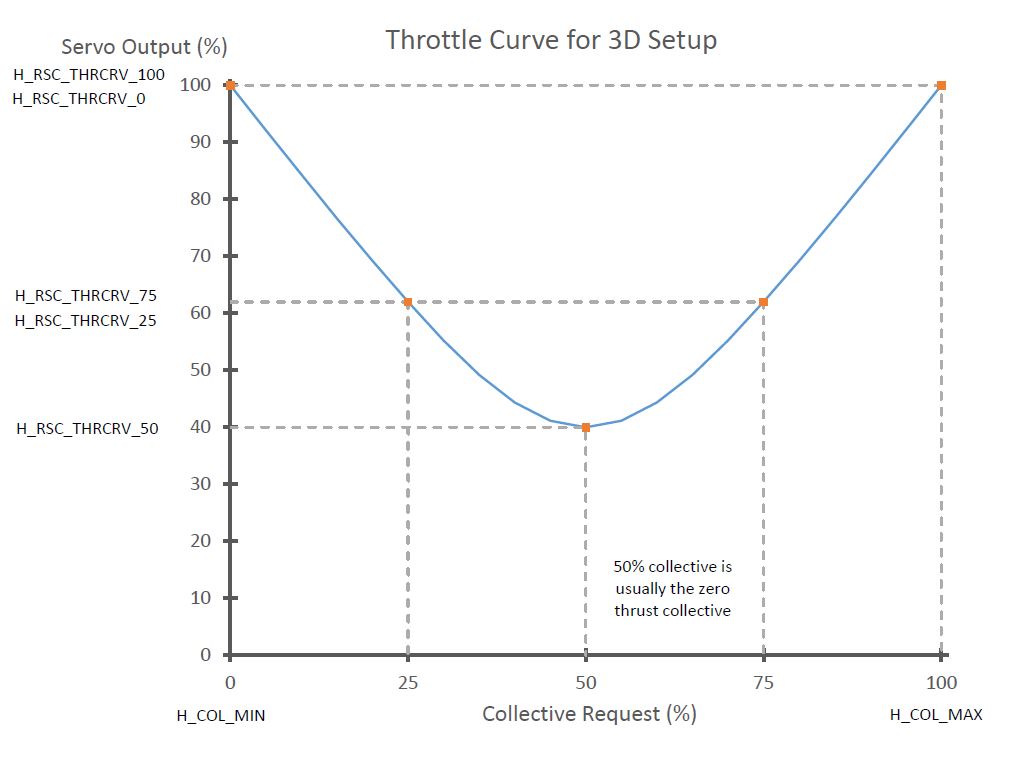 Throttle Curve for 3D Setup
Servo Output (%)
H_RSC_THRCRV_100
H_RSC_THRCRV_0
100
90
80
70
H_RSC_THRCRV_75
60
H_RSC_THRCRV_25
50
H_RSC_THRCRV_50
40
30
20
10
0
50% collective is
usually the zero
thrust collective
0 25 50 75 100
H_COL_MIN
Collective Request (%)
H_COL_MAX